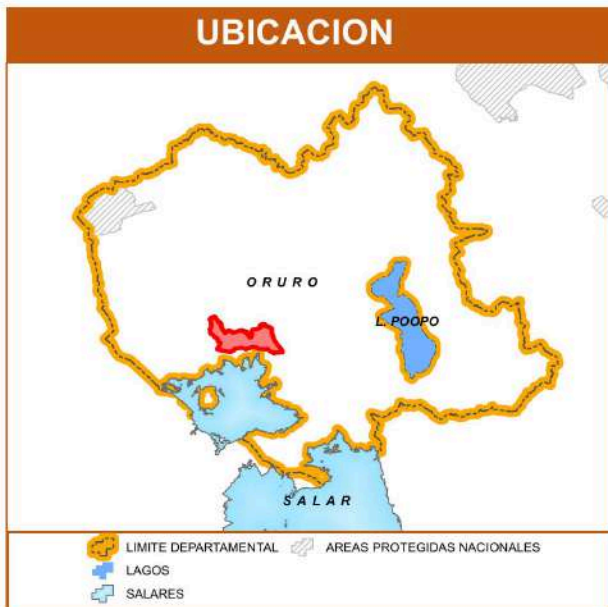 UBICACION
ORURO
L. POOPO
SALAR
LIMITE DEPARTAMENTAL
AREAS PROTEGIDAS NACIONALES
LAGOS
SALARES